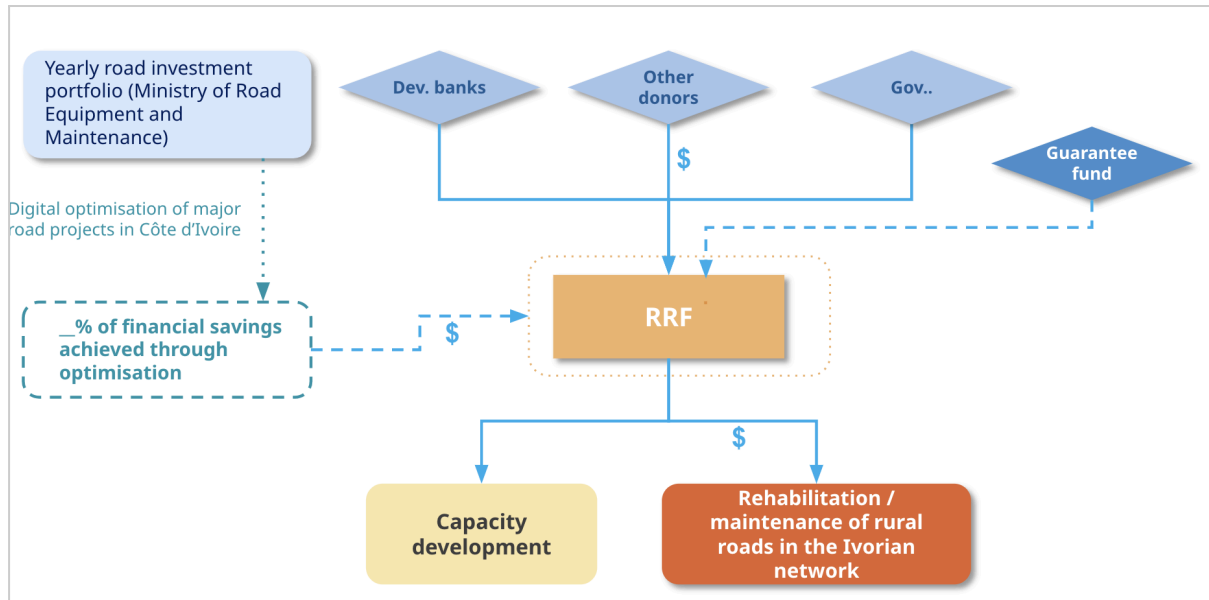 Yearly road investment
portfolio (Ministry of Road
Equipment and
Maintenance)
Dev. banks
Other
donors
Gov..
$
Guarantee
fund
Digital optimisation of major
road projects in Côte d’Ivoire
__% of financial savings
achieved through
optimisation
$
RRF
$
Capacity
development
Rehabilitation /
maintenance of rural
roads in the Ivorian
network